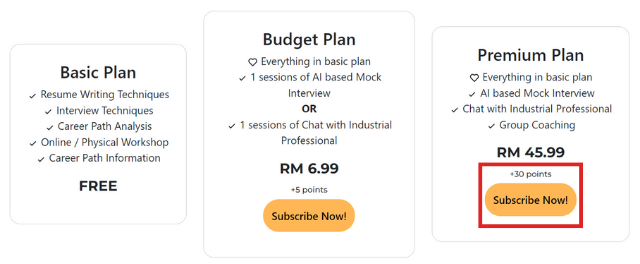 Basic Plan
Resume Writing Techniques
Interview Techniques
Career Path Analysis
Online / Physical Workshop
Career Path Information
FREE
Budget Plan
Everything in basic plan
1 sessions of AI based Mock
Interview
OR
1 sessions of Chat with Industrial
Professional
RM 6.99
+5 points
Subscribe Now!
Premium Plan
Everything in basic plan
AI based Mock Interview
Chat with Industrial Professional
Group Coaching
RM 45.99
+30 points
Subscribe Now!